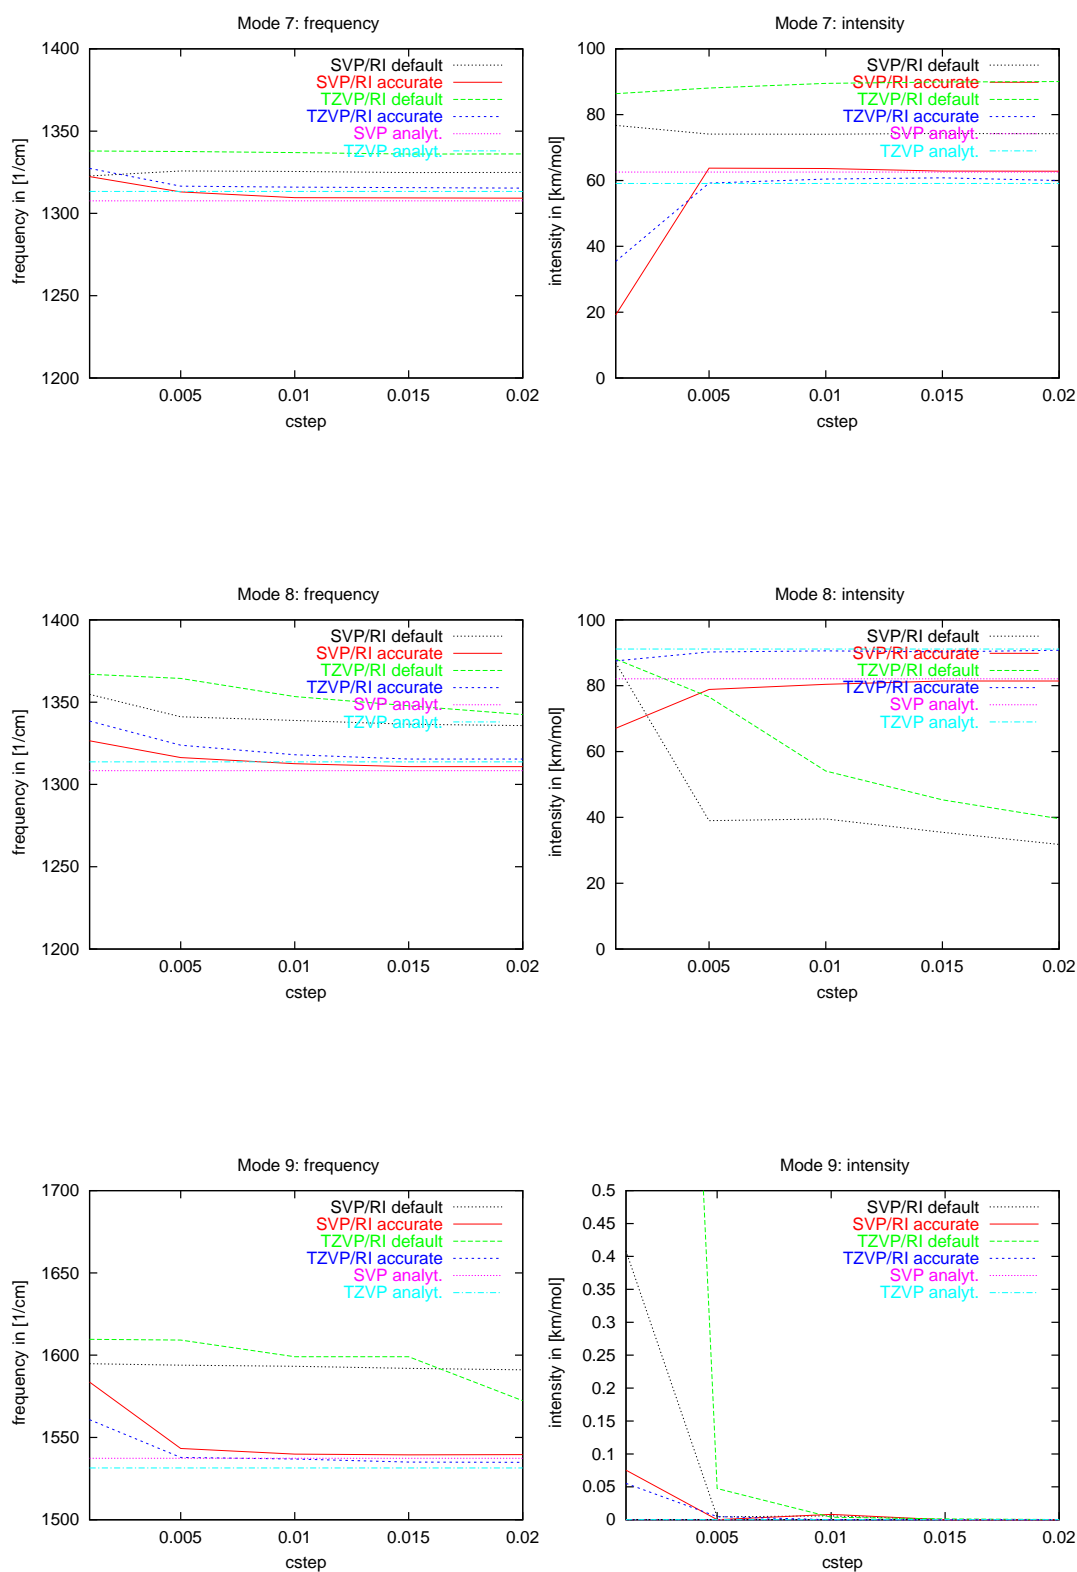 Mode 7: frequency
1400
1350
1300
1250
1200
0.005 0.01 0.015 0.02
cstep
frequency in [1/cm]
SVP/RI default
SVP/RI accurate
TZVP/RI default
TZVP/RI accurate
SVP analyt.
TZVP analyt.
Mode 7: intensity
100
80
60
40
20
0
0.005 0.01 0.015 0.02
cstep
intensity in [km/mol]
SVP/RI default
SVP/RI accurate
TZVP/RI default
TZVP/RI accurate
SVP analyt.
TZVP analyt.
Mode 8: frequency
1400
1350
1300
1250
1200
0.005 0.01 0.015 0.02
cstep
frequency in [1/cm]
SVP/RI default
SVP/RI accurate
TZVP/RI default
TZVP/RI accurate
SVP analyt.
TZVP analyt.
Mode 8: intensity
100
80
60
40
20
0
0.005 0.01 0.015 0.02
cstep
intensity in [km/mol]
SVP/RI default
SVP/RI accurate
TZVP/RI default
TZVP/RI accurate
SVP analyt.
TZVP analyt.
Mode 9: frequency
1700
1650
1600
1550
1500
0.005 0.01 0.015 0.02
cstep
frequency in [1/cm]
SVP/RI default
SVP/RI accurate
TZVP/RI default
TZVP/RI accurate
SVP analyt.
TZVP analyt.
Mode 9: intensity
0.5
0.45
0.4
0.35
0.3
0.25
0.2
0.15
0.1
0.05
0
0.005 0.01 0.015 0.02
cstep
intensity in [km/mol]
SVP/RI default
SVP/RI accurate
TZVP/RI default
TZVP/RI accurate
SVP analyt.
TZVP analyt.